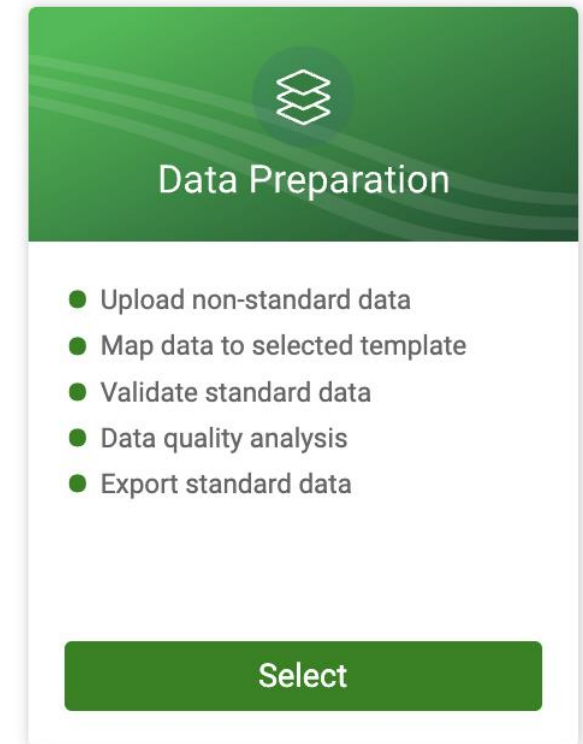 Data Preparation
Upload non-standard data
Map data to selected template
Validate standard data
Data quality analysis
Export standard data
Select